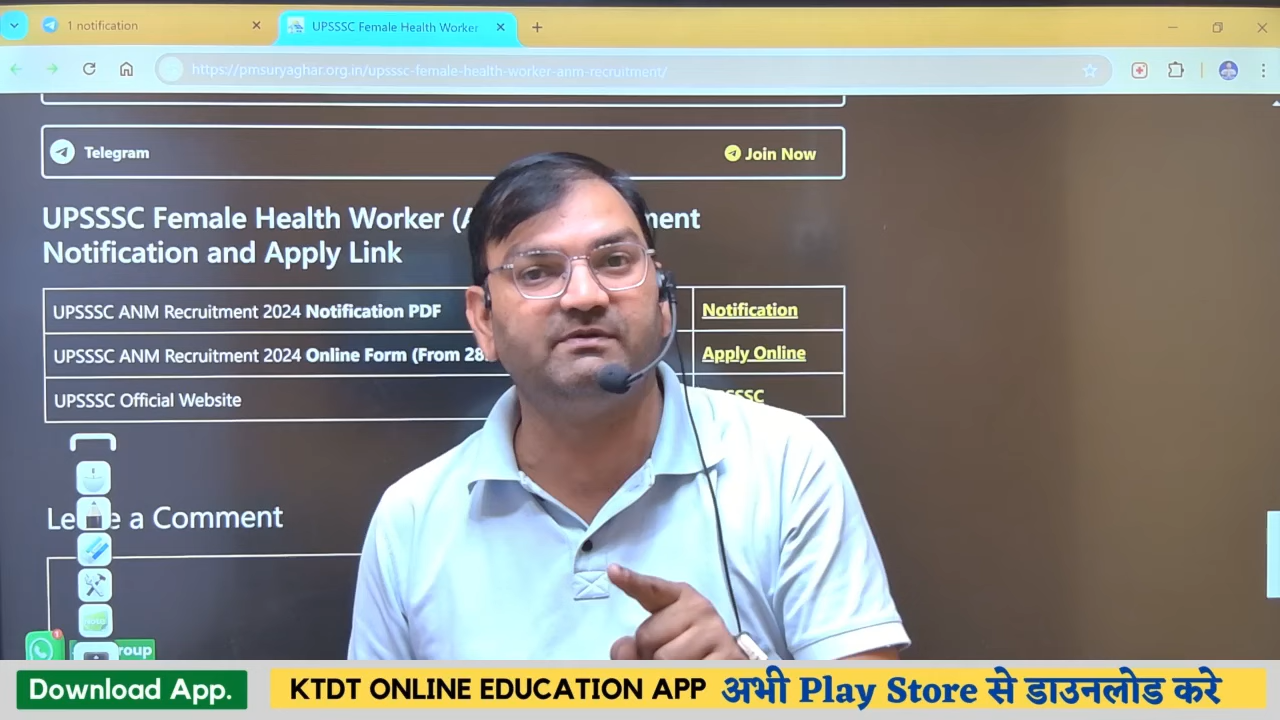 1 notification
UPSSSC Female Health Worker
https://pmsuryaghar.org.in/upsssc-female-health-worker-anm-recruitment/
Telegram
Join Now
UPSSSC Female Health Worker
Notification and Apply Link
UPSSSC ANM Recruitment 2024 Notification PDF
Notification
UPSSSC ANM Recruitment 2024 Online Form (From 28
Apply Online
UPSSSC Official Website
a Comment
1
Download App.
KTDT ONLINE EDUCATION APP अभी Play Store से डाउनलोड करे